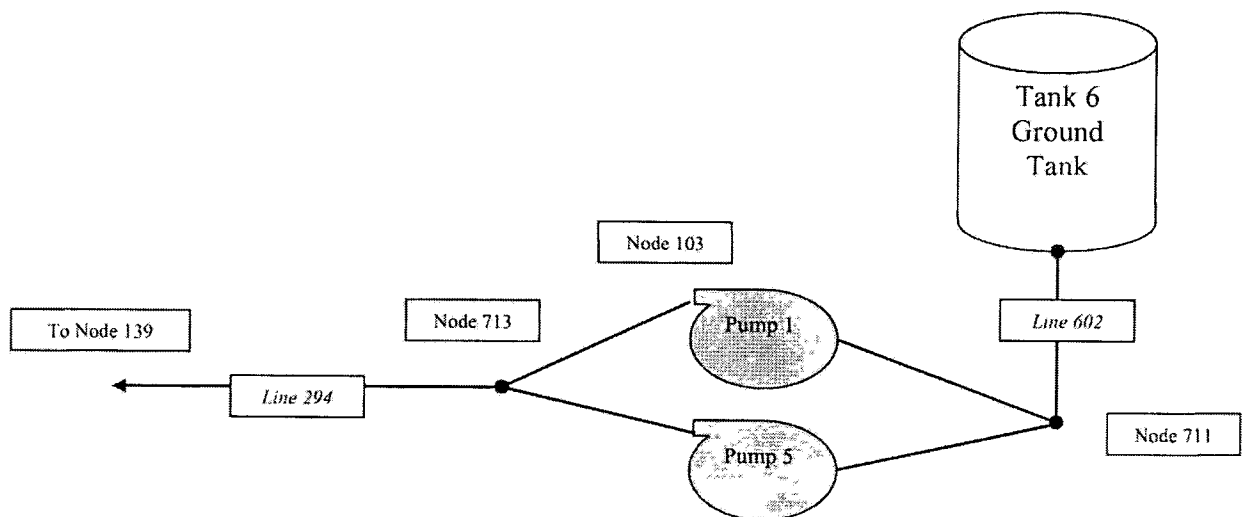 Tank 6
Ground
Tank
Node 103
To Node 139
Node 713
Pump 1
Line 602
Line 294
Pump 5
Node 711